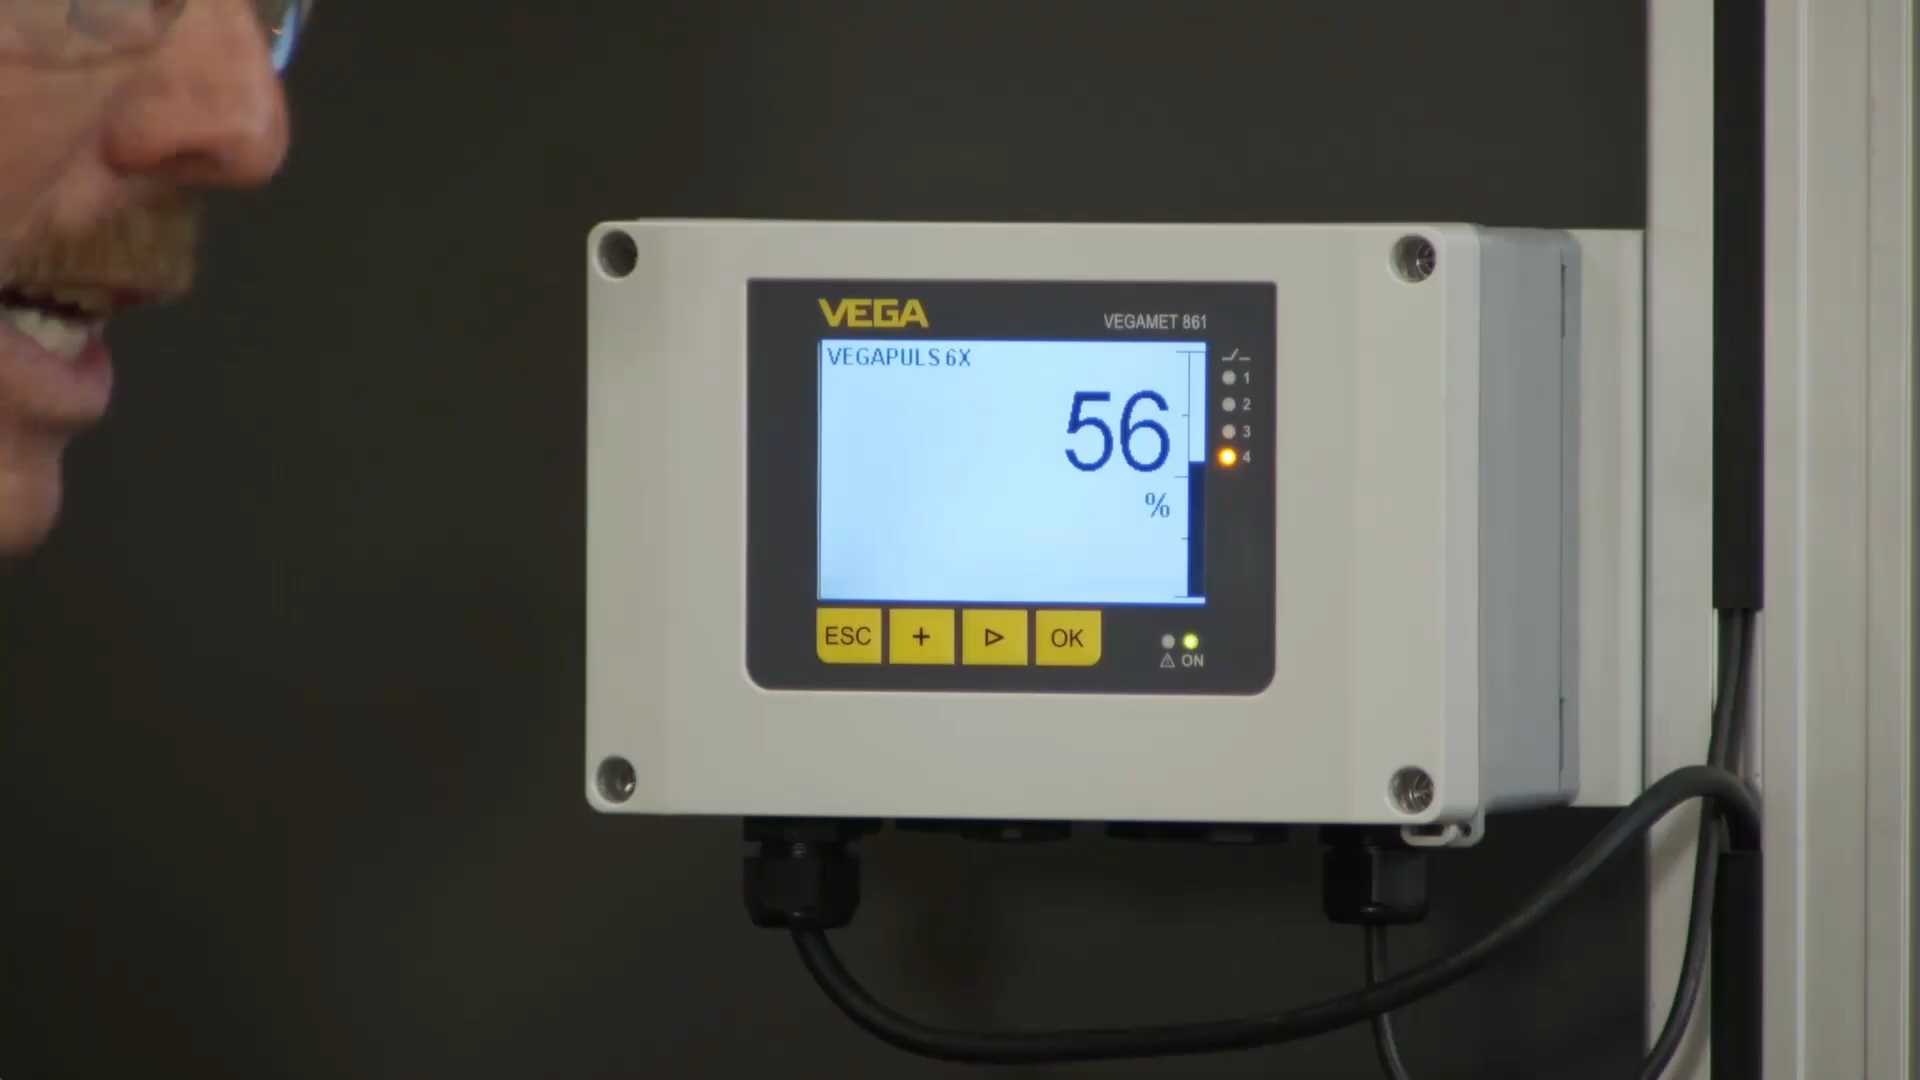 VEGA
VEGAMET 861
VEGAPULS 6X
56
%
1
2
3
4
ESC + ▷ OK
⚠ ON